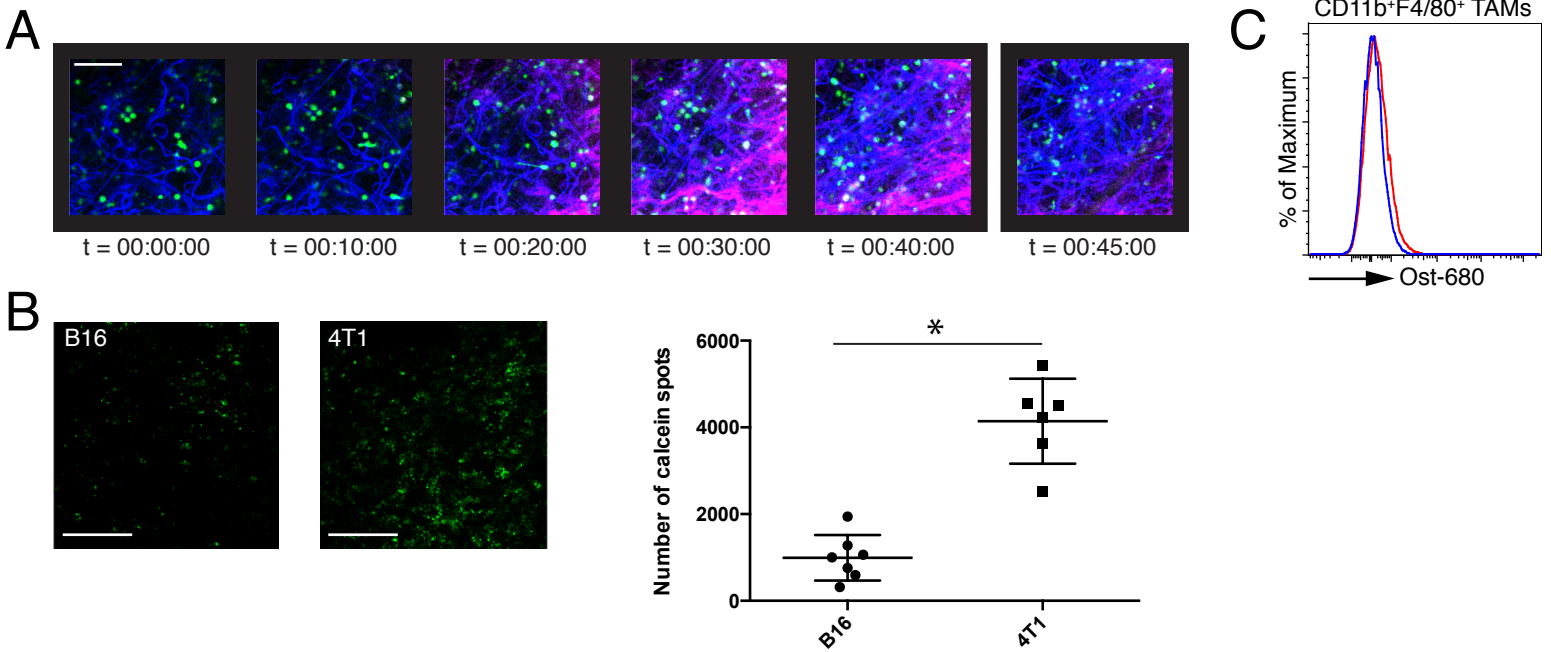 A
t = 00:00:00
t = 00:10:00
t = 00:20:00
t = 00:30:00
t = 00:40:00
t = 00:45:00
B
B16
4T1
Number of calcein spots
6000
4000
2000
0
*
B16
4T1
C
CD11b⁺F4/80⁺ TAMs
% of Maximum
Ost-680